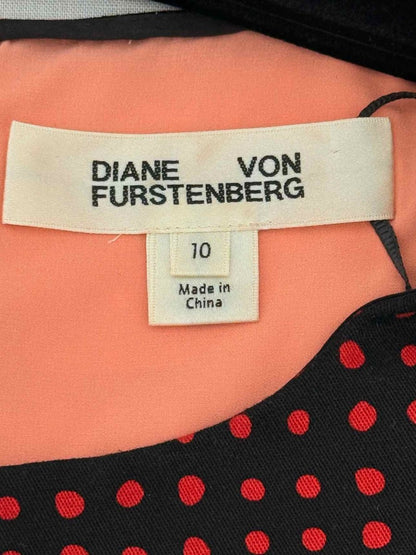 DIANE VON
FURSTENBERG
10
Made in
China